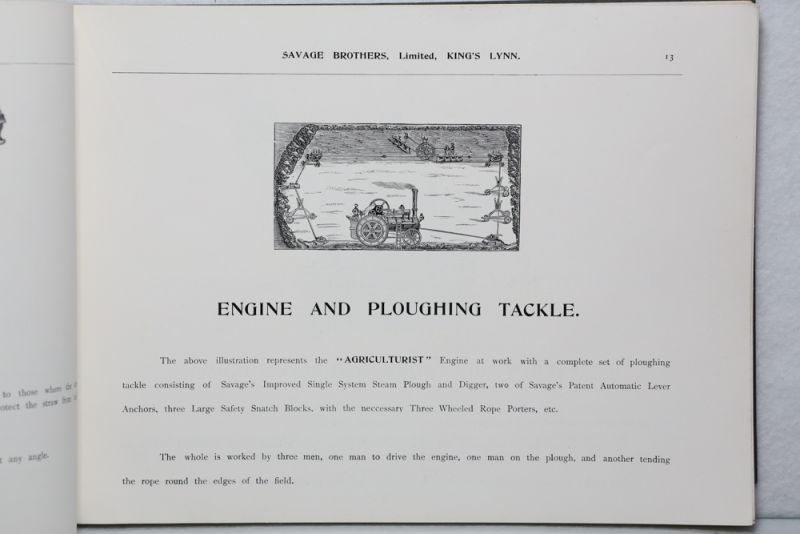 SAVAGE BROTHERS, Limited, KING'S LYNN.
13
ENGINE AND PLOUGHING TACKLE.
The above illustration represents the "AGRICULTURIST" Engine at work with a complete set of ploughing
tackle consisting of Savage's Improved Single System Steam Plough and Digger, two of Savage's Patent Automatic Lever
Anchors, three Large Safety Snatch Blocks, with the neccessary Three Wheeled Rope Porters, etc.
The whole is worked by three men, one man to drive the engine, one man on the plough, and another tending
the rope round the edges of the field.
to those where the
the straw from
any angle.